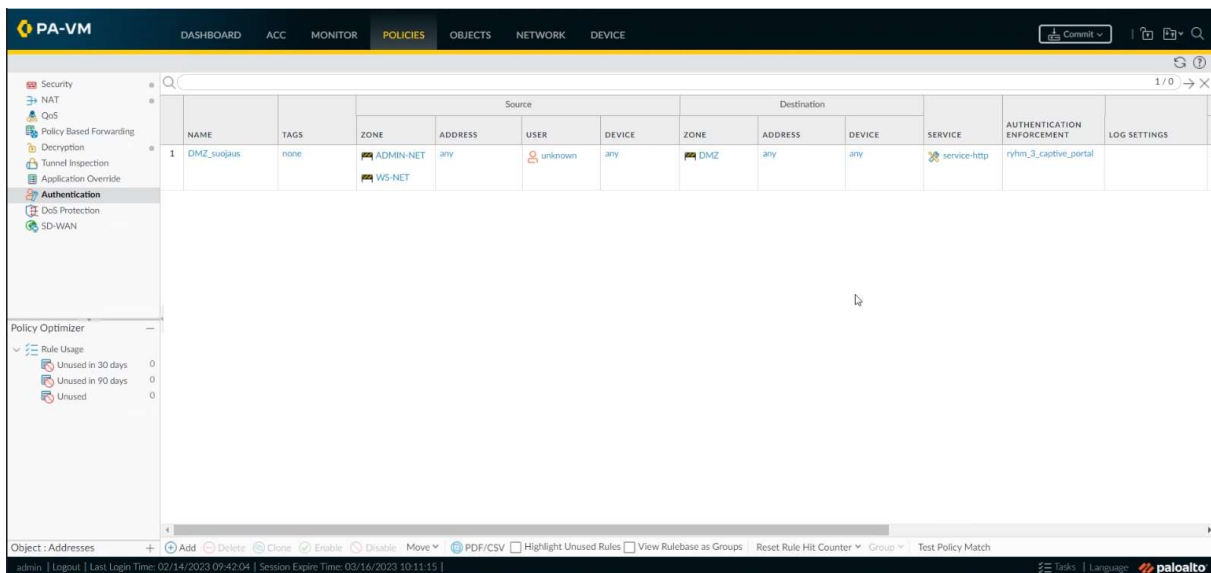 PA-VM
DASHBOARD ACC MONITOR POLICIES OBJECTS NETWORK DEVICE
Commit
Security
NAT
QoS
Policy Based Forwarding
Decryption
Tunnel Inspection
Application Override
Authentication
DoS Protection
SD-WAN
1 / 0
Source Destination
NAME TAGS ZONE ADDRESS USER DEVICE ZONE ADDRESS DEVICE SERVICE AUTHENTICATION ENFORCEMENT LOG SETTINGS
1 DMZ_suojaus none ADMIN-NET any unknown any DMZ any any service-http ryhm_3_captive_portal
WS-NET
Policy Optimizer
Rule Usage
Unused in 30 days 0
Unused in 90 days 0
Unused 0
Object : Addresses
Add Delete Clone Enable Disable Move PDF/CSV Highlight Unused Rules View Rulebase as Groups Reset Rule Hit Counter Group Test Policy Match
admin | Logout | Last Login Time: 02/14/2023 09:42:04 | Session Expire Time: 03/16/2023 10:11:15 |
Tasks | Language paloalto